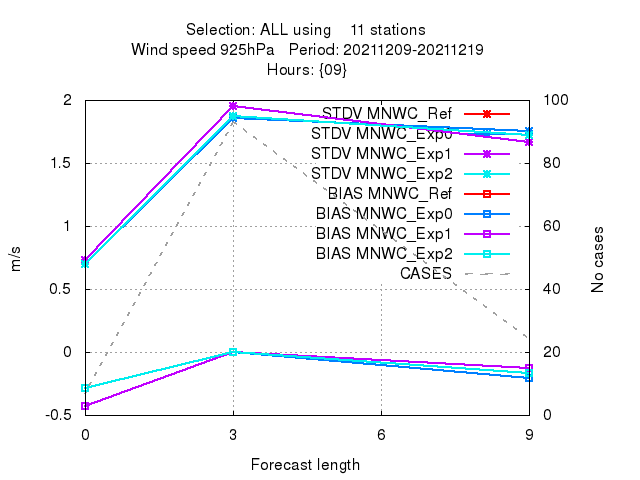 Selection: ALL using    11 stations
Wind speed 925hPa   Period: 20211209-20211219
Hours: {09}
2
1.5
1
0.5
0
-0.5
m/s
100
80
60
40
20
0
No cases
STDV MNWC_Ref
STDV MNWC_Exp0
STDV MNWC_Exp1
STDV MNWC_Exp2
BIAS MNWC_Ref
BIAS MNWC_Exp0
BIAS MNWC_Exp1
BIAS MNWC_Exp2
CASES
0 3 6 9
Forecast length